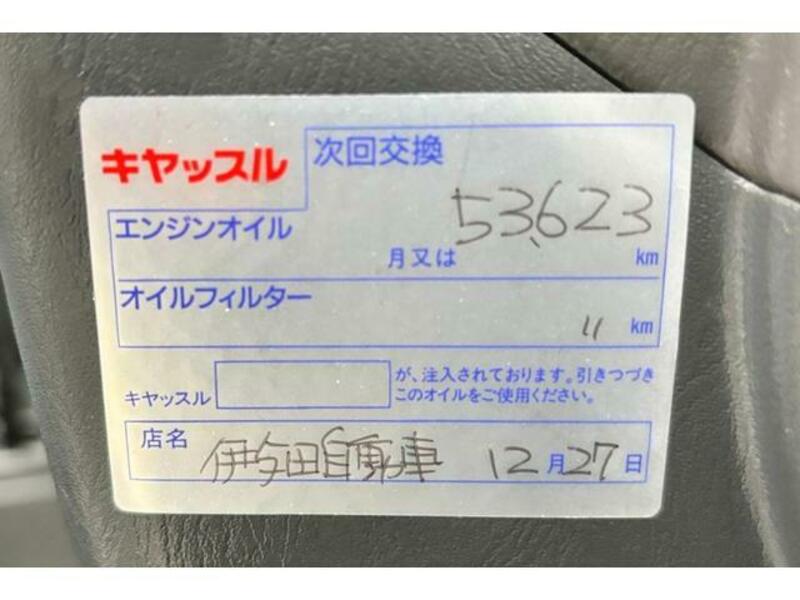 キャッスル
次回交換
エンジンオイル
53,623
月又は km
オイルフィルター
〃 km
キャッスル が、注入されております。引きつづき
このオイルをご使用ください。
店名 伊与田自動車 12月27日